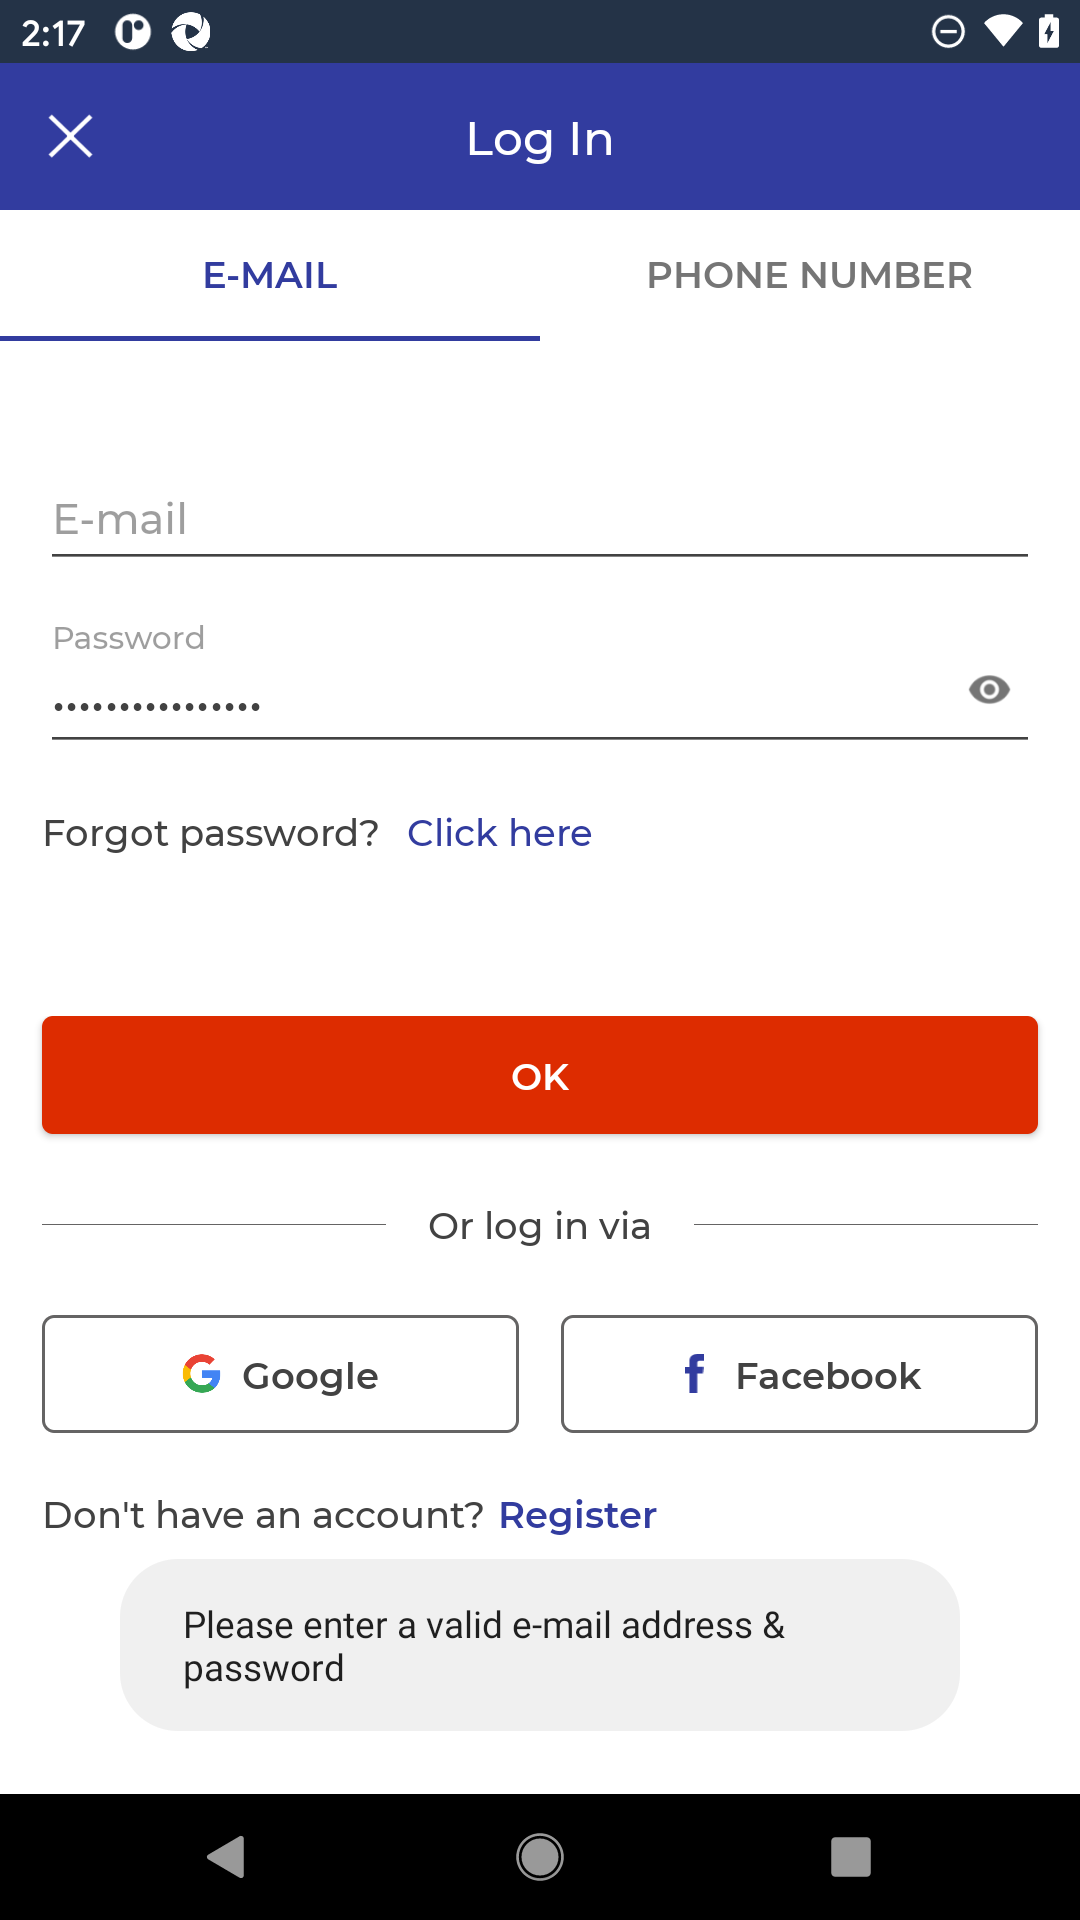 2:17
Log In
E-MAIL
PHONE NUMBER
E-mail
Password
••••••••••••••••
Forgot password? Click here
OK
Or log in via
Google
Facebook
Don't have an account? Register
Please enter a valid e-mail address &
password